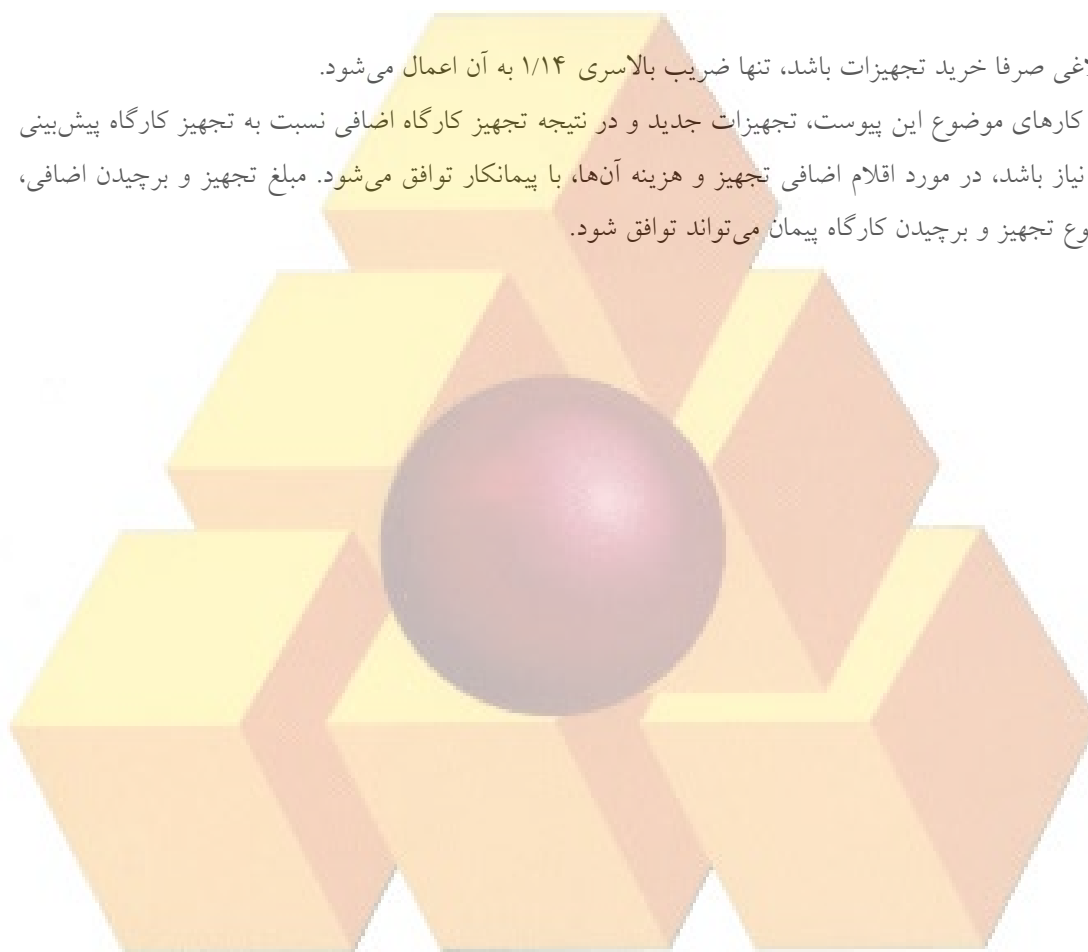 صرفا خرید تجهیزات باشد، تنها ضریب بالاسری ۱/۱۴ به آن اعمال می‌شود.
کارهای موضوع این پیوست، تجهیزات جدید و در نتیجه تجهیز کارگاه اضافی نسبت به تجهیز کارگاه پیش‌بینی
نیاز باشد، در مورد اقلام اضافی تجهیز و هزینه آن‌ها، با پیمانکار توافق می‌شود. مبلغ تجهیز و برچیدن اضافی،
تجهیز و برچیدن کارگاه پیمان می‌تواند توافق شود.